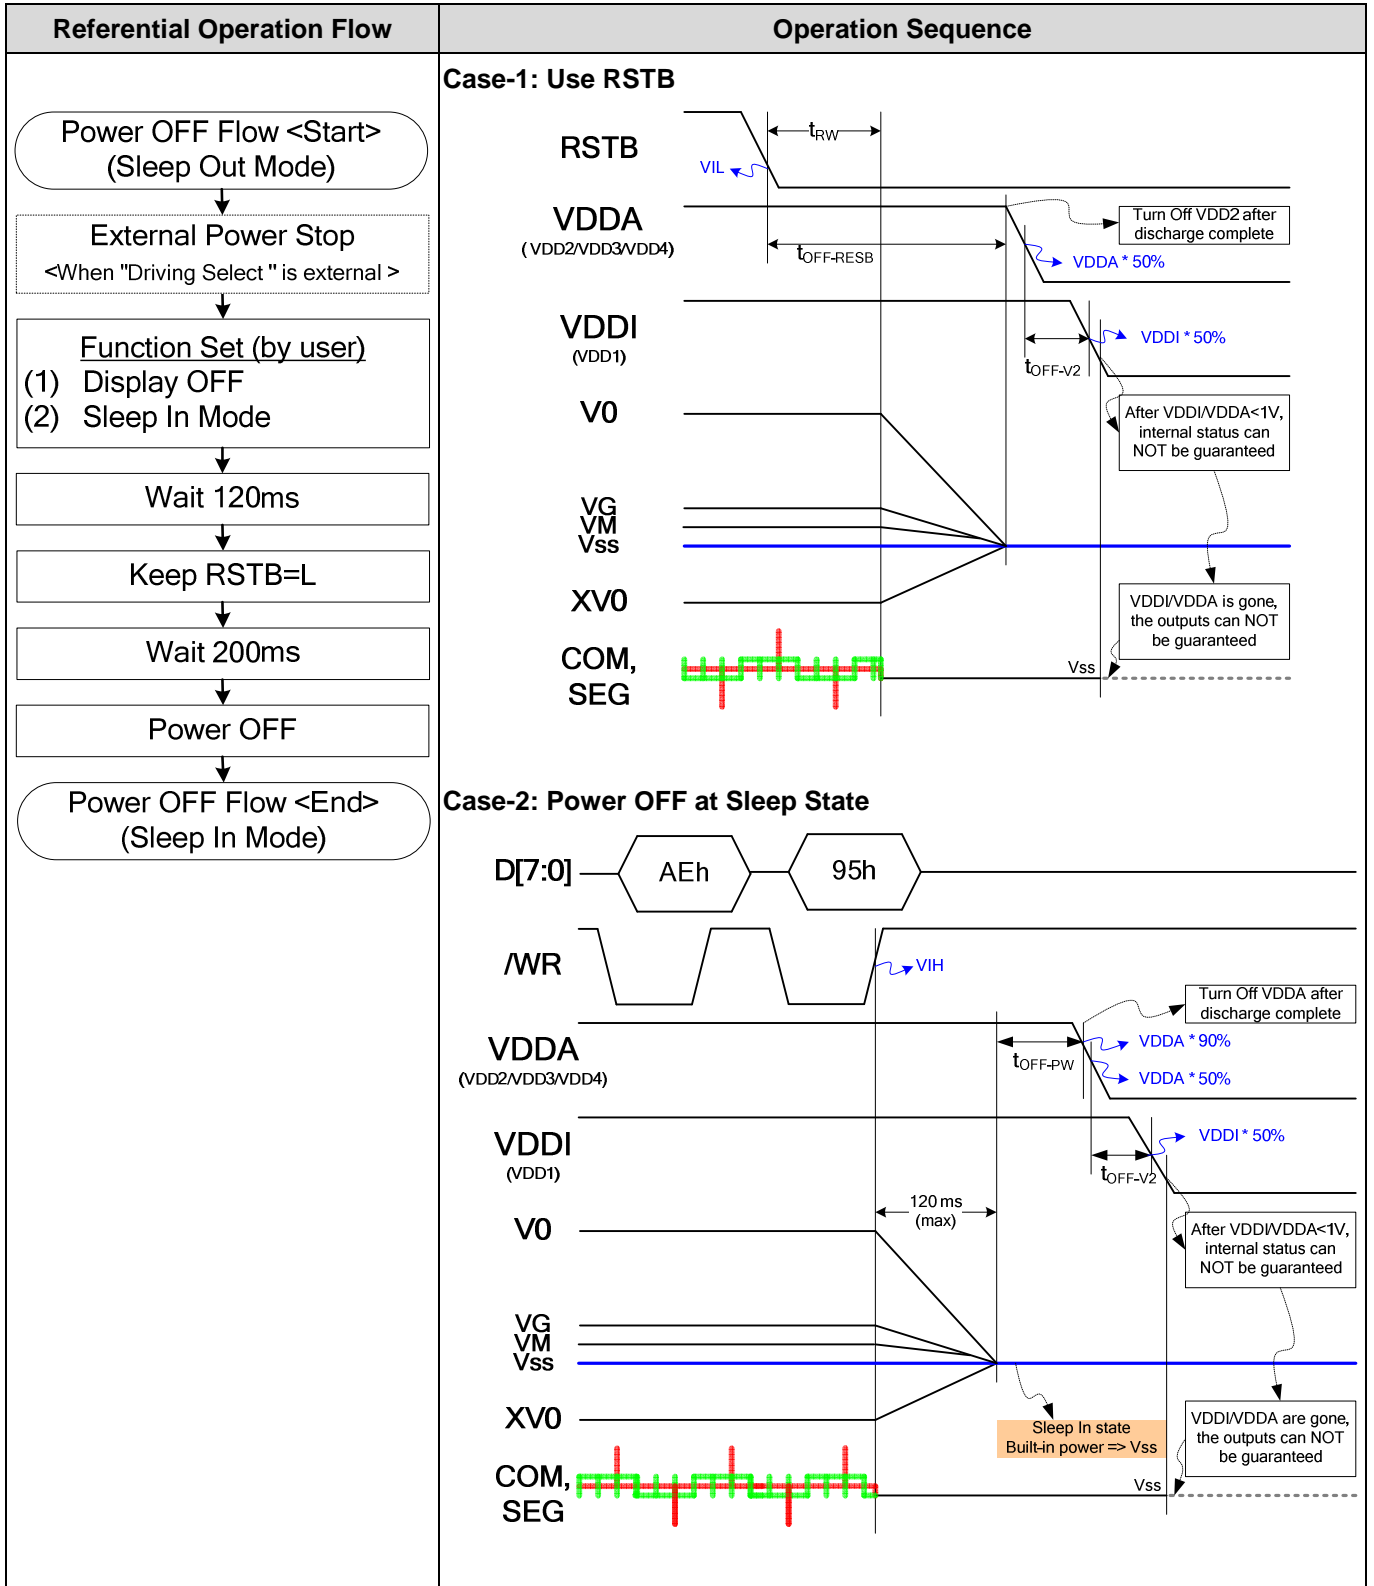 Referential Operation Flow
Operation Sequence
Power OFF Flow <Start>
(Sleep Out Mode)
External Power Stop
<When "Driving Select " is external >
Function Set (by user)
(1) Display OFF
(2) Sleep In Mode
Wait 120ms
Keep RSTB=L
Wait 200ms
Power OFF
Power OFF Flow <End>
(Sleep In Mode)
Case-1: Use RSTB
RSTB
tRW
VIL
VDDA
( VDD2/VDD3/VDD4)
tOFF-RESB
Turn Off VDD2 after
discharge complete
VDDA * 50%
VDDI
(VDD1)
VDDI * 50%
tOFF-V2
V0
After VDDI/VDDA<1V,
internal status can
NOT be guaranteed
VG
VM
Vss
XV0
VDDI/VDDA is gone,
the outputs can NOT
be guaranteed
COM,
SEG
Vss
Case-2: Power OFF at Sleep State
D[7:0]
AEh
95h
/WR
VIH
Turn Off VDDA after
discharge complete
VDDA
(VDD2/VDD3/VDD4)
tOFF-PW
VDDA * 90%
VDDA * 50%
VDDI
(VDD1)
VDDI * 50%
tOFF-V2
120 ms
(max)
V0
After VDDI/VDDA<1V,
internal status can
NOT be guaranteed
VG
VM
Vss
XV0
Sleep In state
Built-in power => Vss
VDDI/VDDA are gone,
the outputs can NOT
be guaranteed
COM,
SEG
Vss